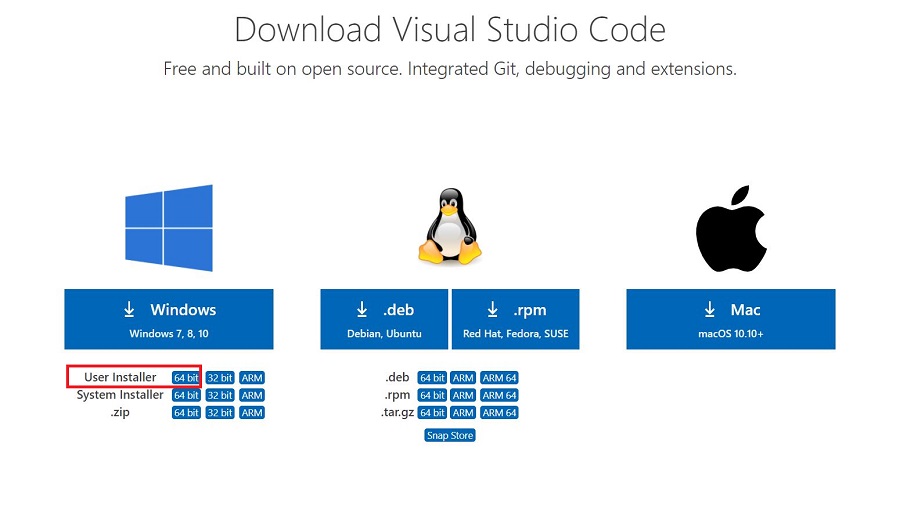 Download Visual Studio Code
Free and built on open source. Integrated Git, debugging and extensions.
Windows
Windows 7, 8, 10
User Installer 64 bit 32 bit ARM
System Installer 64 bit 32 bit ARM
.zip 64 bit 32 bit ARM
.deb
Debian, Ubuntu
.rpm
Red Hat, Fedora, SUSE
.deb 64 bit ARM ARM 64
.rpm 64 bit ARM ARM 64
.tar.gz 64 bit ARM ARM 64
Snap Store
Mac
macOS 10.10+